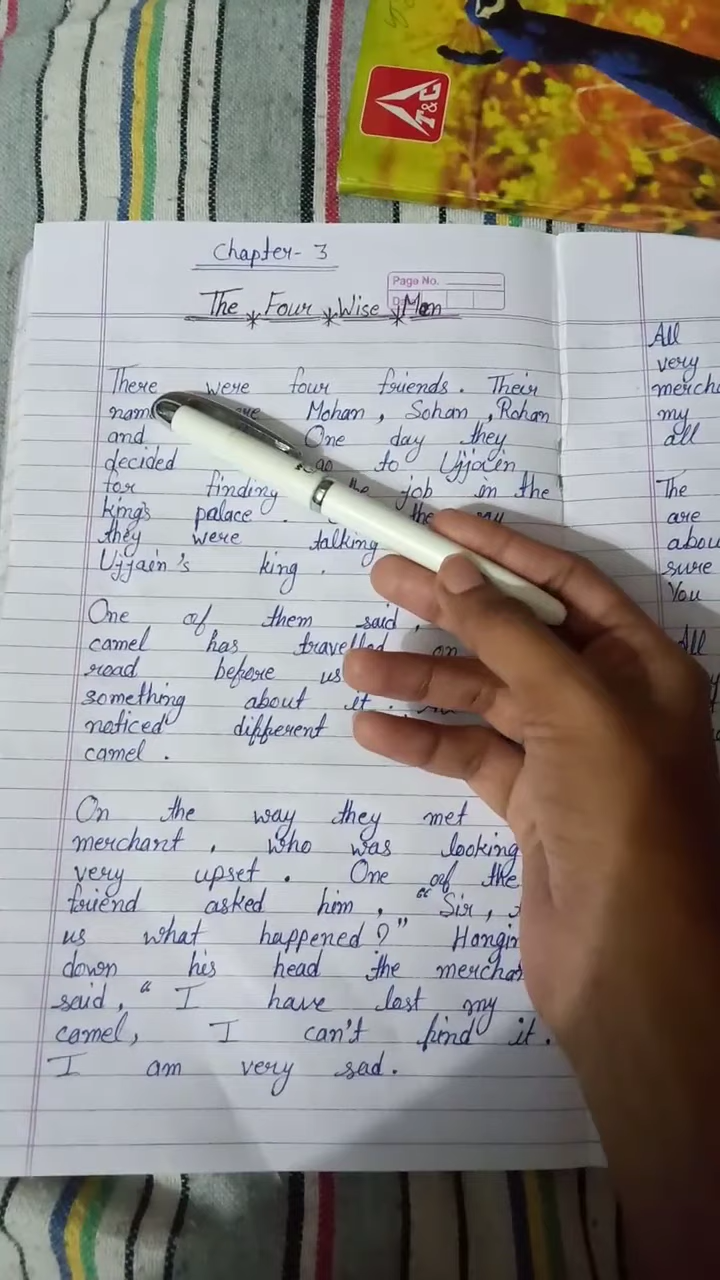 T&G
Chapter- 3
Page No.
The Four Wise Men
There were four friends. Their
Mohan, Sohan, Rohan
and One day they
decided to Ujjain
for finding the job in the
king's palace.
they were talking
Ujjain's king.
One of them said,
camel has travelled on
road before us
something about it.
noticed different
camel.
On the way they met
merchant. who was looking
very upset. One of the
friend asked him, "Sir,
us what happened?"
down his head the
said, "I have lost my
camel, I can't find it.
I am very sad.
All
very
my
all
The
are
sure
You
All